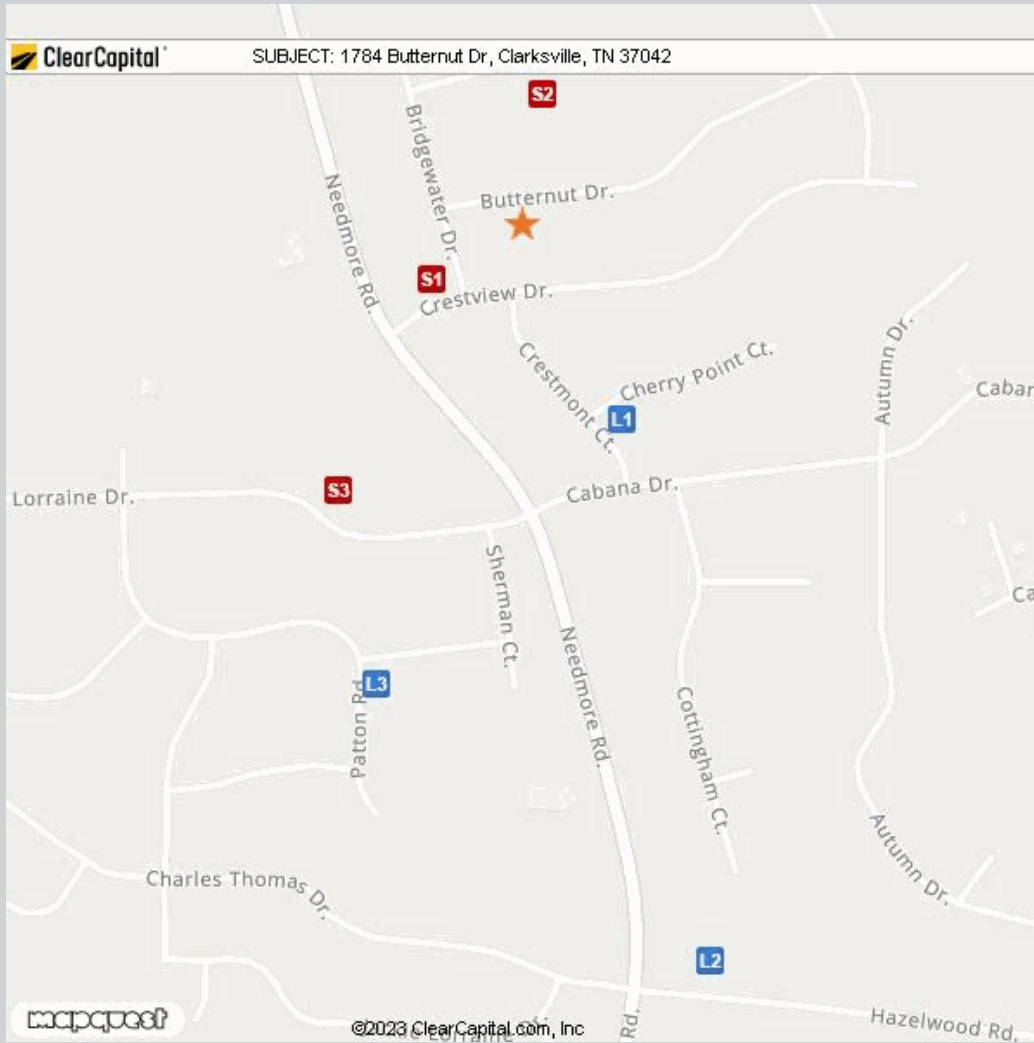 ClearCapital
SUBJECT: 1784 Butternut Dr, Clarksville, TN 37042
S2
Bridgewater Dr.
Butternut Dr.
Needmore Rd.
S1
Crestview Dr.
Crestmont Ct.
Cherry Point Ct.
Autumn Dr.
L1
Cabar
S3
Lorraine Dr.
Cabana Dr.
Sherman Ct.
Ca
Needmore Rd.
L3
Patton Rd.
Cottingham Ct.
Autumn Dr.
Charles Thomas Dr.
L2
mapquest
©2023 ClearCapital.com, Inc
Rd.
Hazelwood Rd.